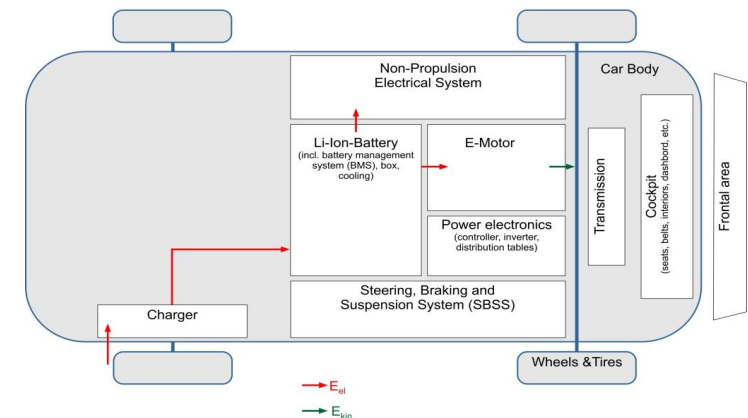 Non-Propulsion
Electrical System
Car Body
Li-Ion-Battery
(incl. battery management
system (BMS), box,
cooling)
E-Motor
Power electronics
(controller, inverter,
distribution tables)
Transmission
Cockpit
(seats, belts, interiors, dashbord, etc.)
Frontal area
Steering, Braking and
Suspension System (SBSS)
Charger
Wheels &Tires
E_el
E_kin